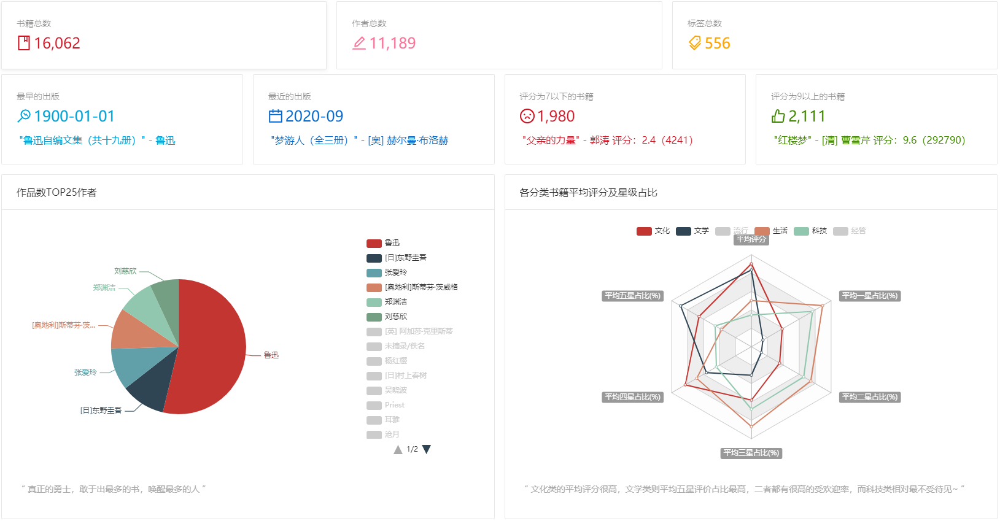 书籍总数
16,062
作者总数
11,189
标签总数
556
最早的出版
1900-01-01
"鲁迅自编文集（共十九册）" - 鲁迅
最近的出版
2020-09
"梦游人（全三册）" - [奥] 赫尔曼·布洛赫
评分为7以下的书籍
1,980
"父亲的力量" - 郭涛 评分：2.4（4241）
评分为9以上的书籍
2,111
"红楼梦" - [清] 曹雪芹 评分：9.6（292790）
作品数TOP25作者
刘慈欣
郑渊洁
[奥地利]斯蒂芬·茨...
张爱玲
[日]东野圭吾
鲁迅
鲁迅
[日]东野圭吾
张爱玲
[奥地利]斯蒂芬·茨威格
郑渊洁
刘慈欣
[英] 阿加莎·克里斯蒂
未摘录/佚名
杨红樱
[日]村上春树
吴晓波
Priest
耳雅
沧月
1/2
“ 真正的勇士，敢于出最多的书，唤醒最多的人 ”
各分类书籍平均评分及星级占比
文化 文学 流行 生活 科技 经管
平均评分
平均五星占比(%)
平均一星占比(%)
平均四星占比(%)
平均二星占比(%)
平均三星占比(%)
“ 文化类的平均评分很高，文学类则平均五星评价占比最高，二者都有很高的受欢迎率，而科技类相对最不受待见~ ”